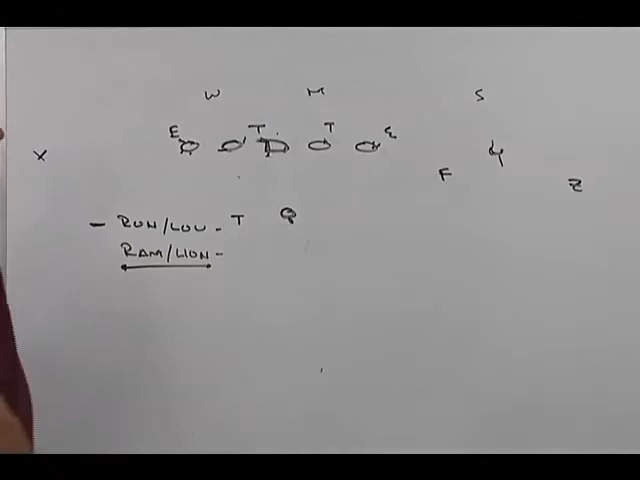 W M S
E T T E
X Y
F Z
- RON/LOU - T Q
RAM/LION -